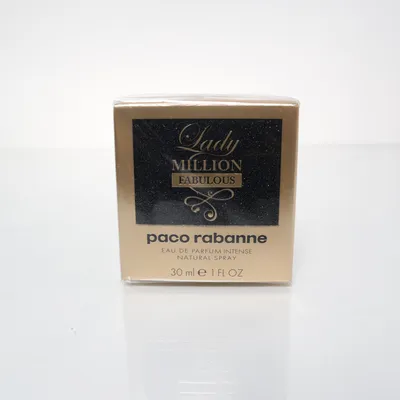 Lady
MILLION
FABULOUS
paco rabanne
EAU DE PARFUM INTENSE
NATURAL SPRAY
30 ml ℮ 1 FL OZ